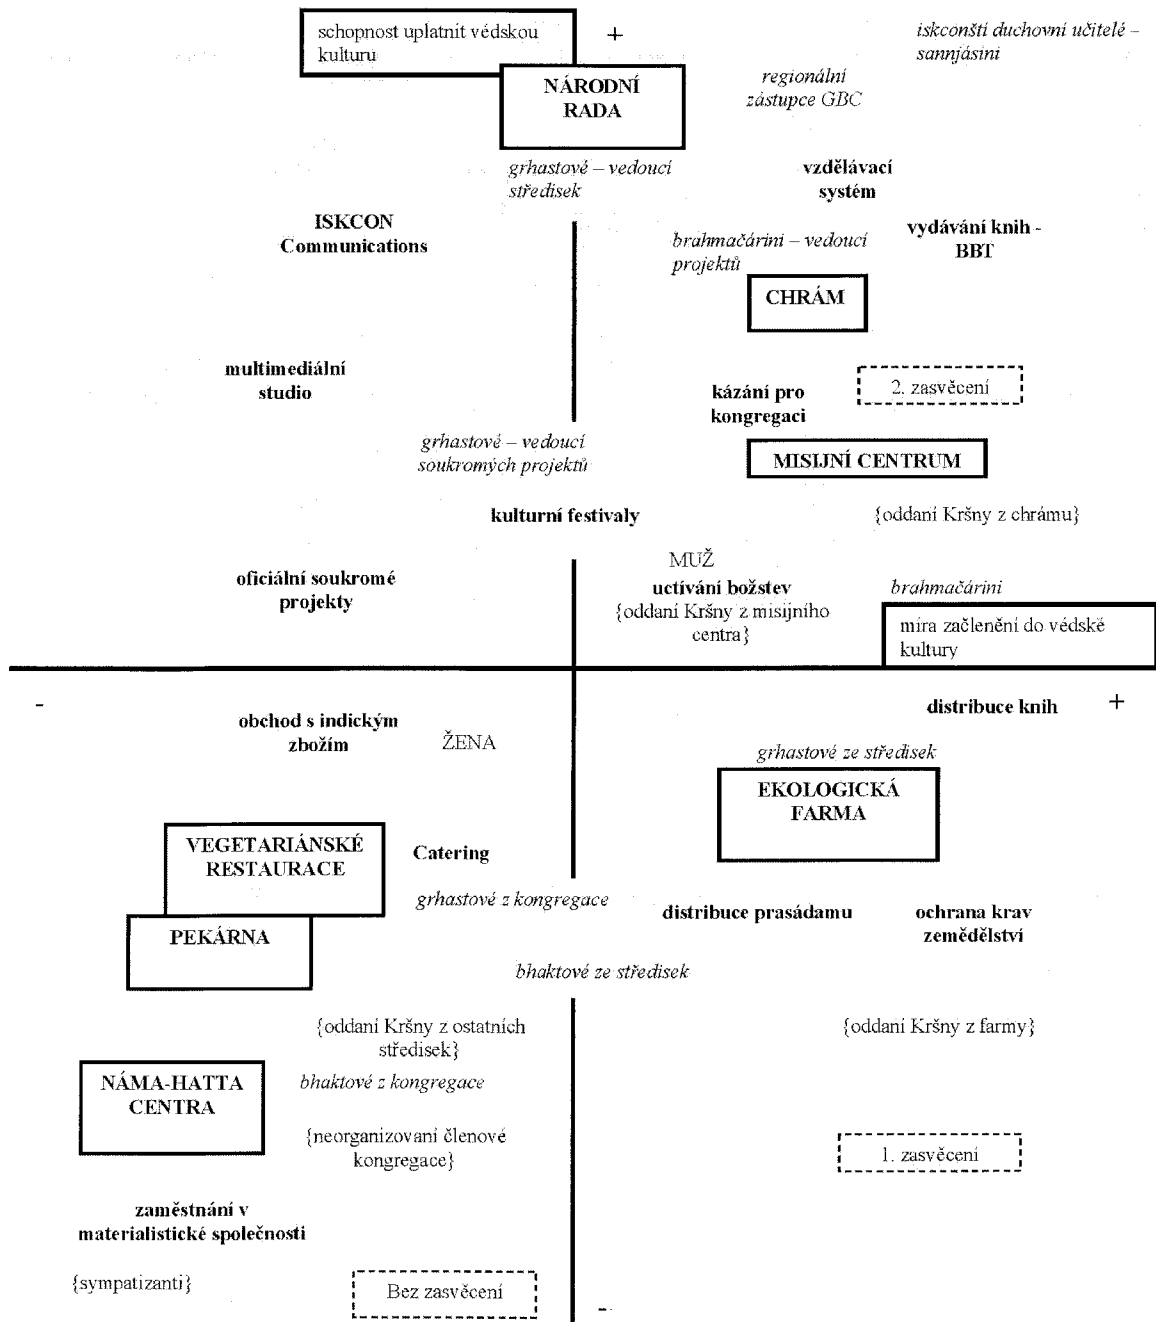 schopnost uplatnit védskou
kulturu
+
iskconští duchovní učitelé –
sannjásini
NÁRODNÍ
RADA
regionální
zástupce GBC
grhastové – vedoucí
středisek
vzdělávací
systém
ISKCON
Communications
brahmačárini – vedoucí
projektů
vydávání knih -
BBT
CHRÁM
multimediální
studio
kázání pro
kongregaci
2. zasvěcení
grhastové – vedoucí
soukromých projektů
MISIJNÍ CENTRUM
kulturní festivaly
{oddaní Kršny z chrámu}
MUŽ
oficiální soukromé
projekty
uctívání božstev
{oddaní Kršny z misijního
centra}
brahmačárini
míra začlenění do védské
kultury
-
distribuce knih
+
obchod s indickým
zbožím
ŽENA
grhastové ze středisek
EKOLOGICKÁ
FARMA
VEGETARIÁNSKÉ
RESTAURACE
Catering
grhastové z kongregace
distribuce prasádamu
ochrana krav
zemědělství
PEKÁRNA
bhaktové ze středisek
{oddaní Kršny z ostatních
středisek}
{oddaní Kršny z farmy}
NÁMA-HATTA
CENTRA
bhaktové z kongregace
{neorganizovaní členové
kongregace}
1. zasvěcení
zaměstnání v
materialistické společnosti
{sympatizanti}
Bez zasvěcení
-